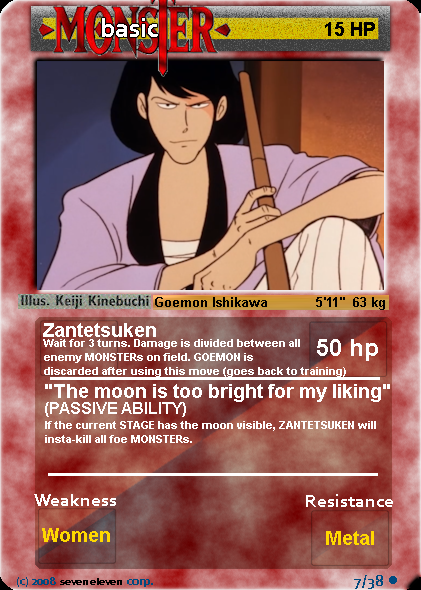 MONSTER
basic
15 HP
Illus. Keiji Kinebuchi Goemon Ishikawa 5'11" 63 kg
Zantetsuken
Wait for 3 turns. Damage is divided between all
enemy MONSTERs on field. GOEMON is
discarded after using this move (goes back to training)
50 hp
"The moon is too bright for my liking"
(PASSIVE ABILITY)
If the current STAGE has the moon visible, ZANTETSUKEN will
insta-kill all foe MONSTERs.
Weakness
Resistance
Women
Metal
(c) 2008 seveneleven corp.
7/38